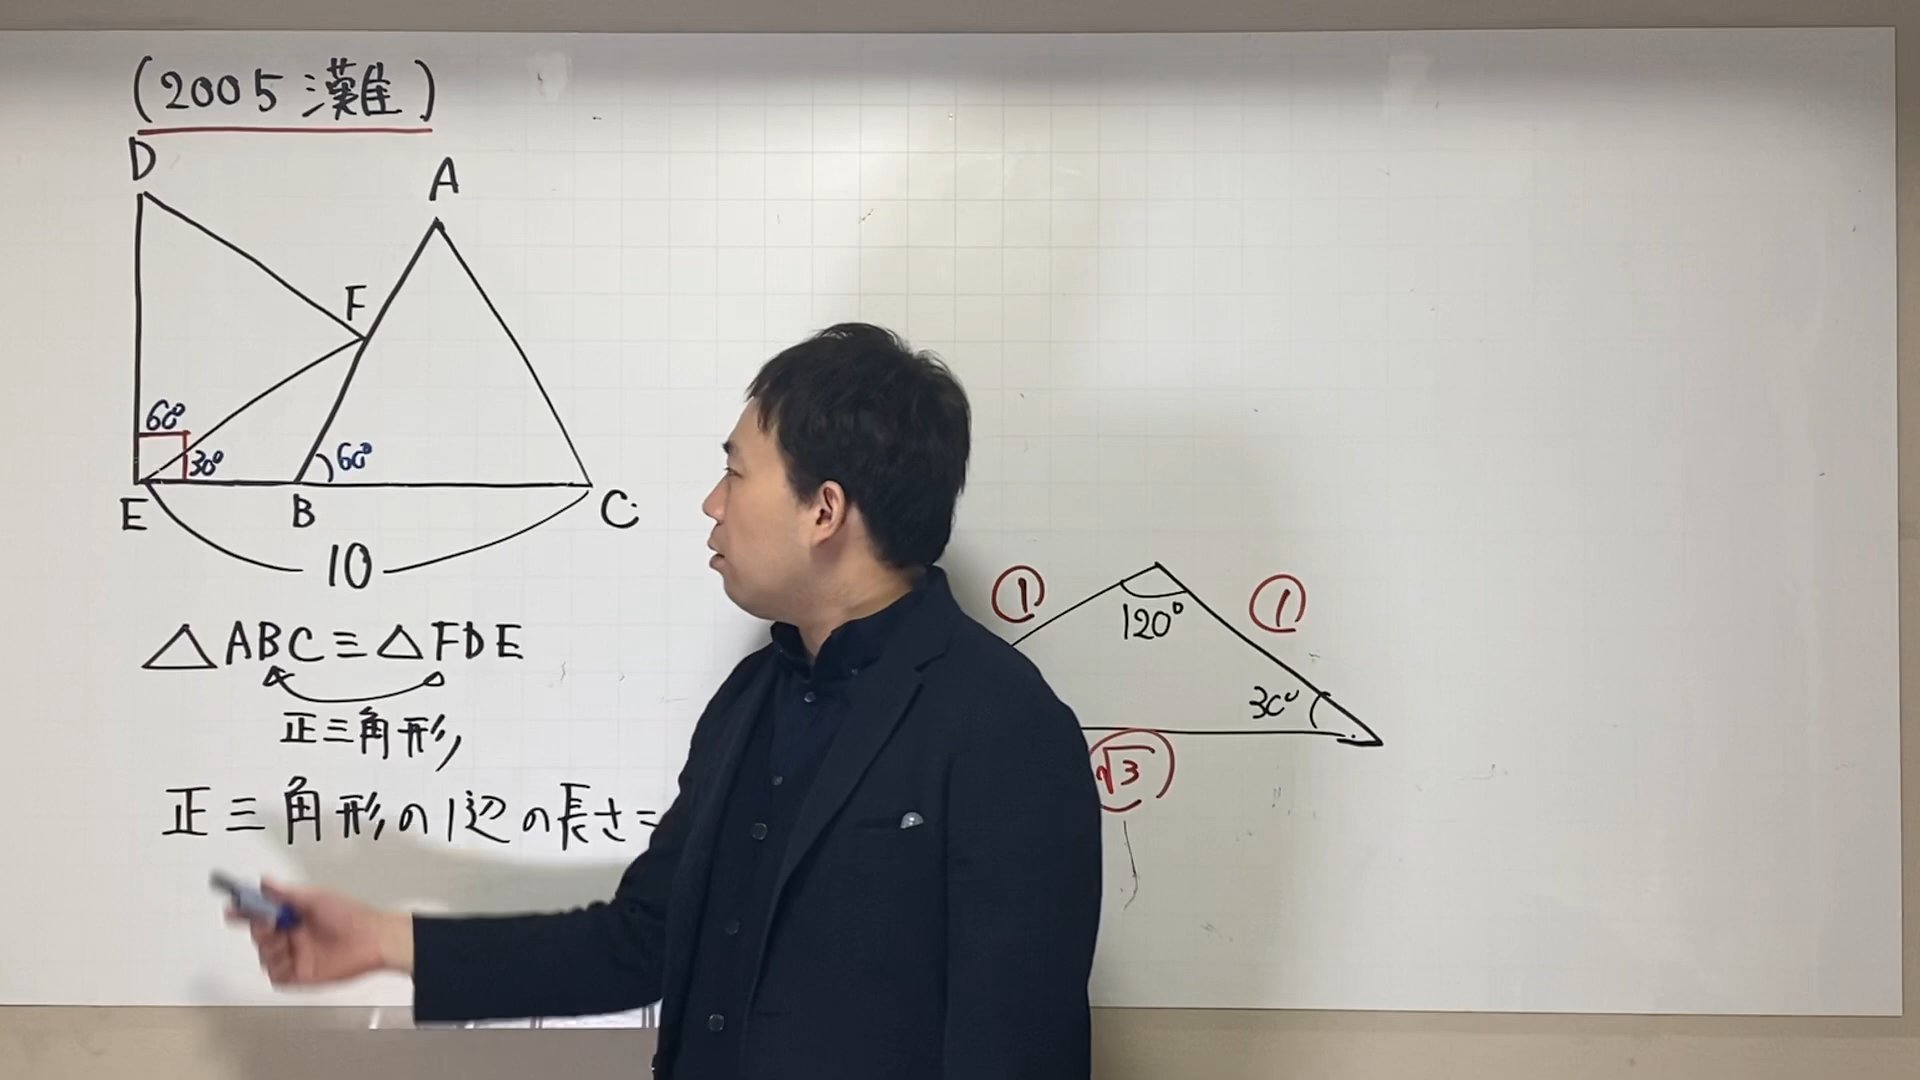 (2005 灘)
D
A
F
60°
30°
60°
E
B
C
10
△ABC≡△FDE
正三角形
正三角形の1辺の長さ=
①
①
120°
30°
√3